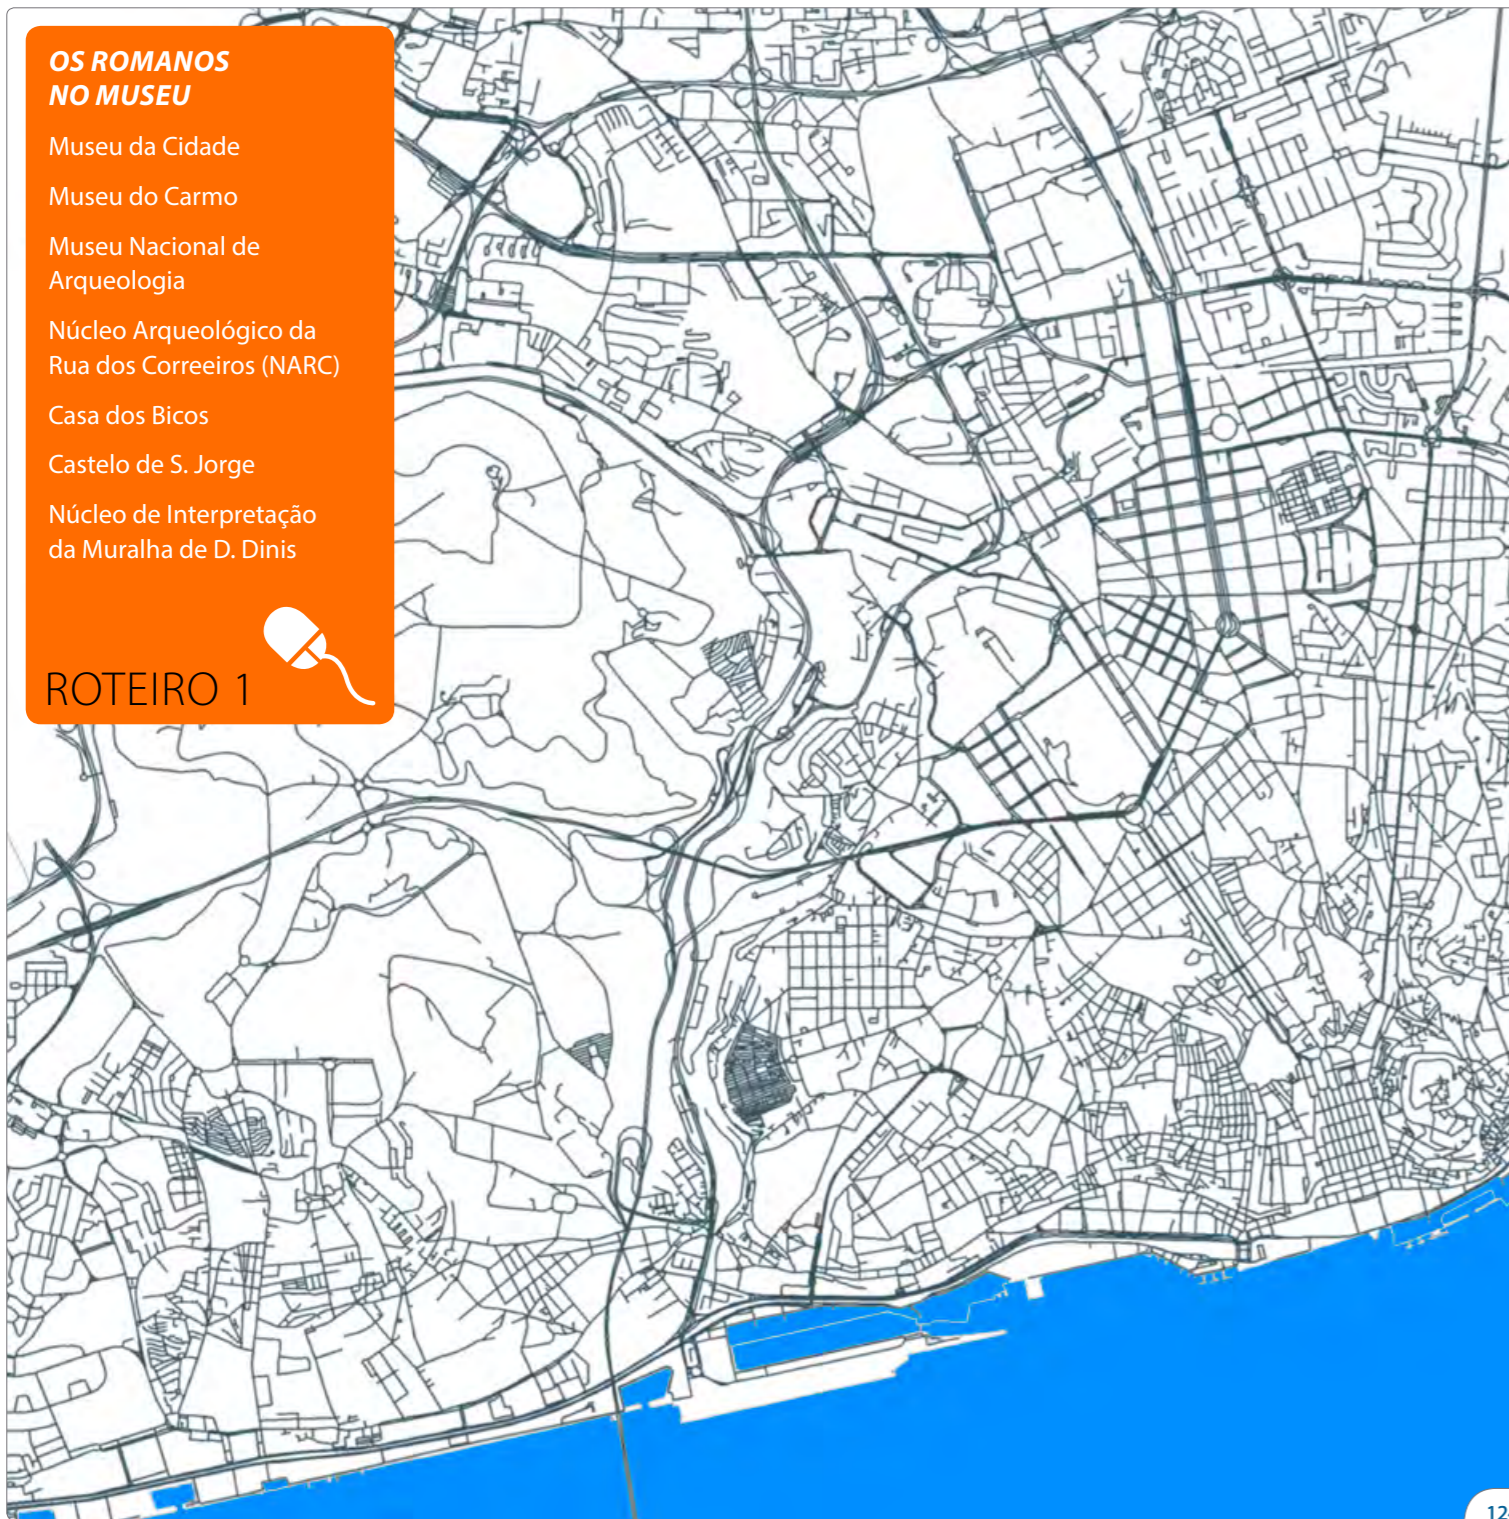 OS ROMANOS
NO MUSEU
Museu da Cidade
Museu do Carmo
Museu Nacional de
Arqueologia
Núcleo Arqueológico da
Rua dos Correeiros (NARC)
Casa dos Bicos
Castelo de S. Jorge
Núcleo de Interpretação
da Muralha de D. Dinis
ROTEIRO 1